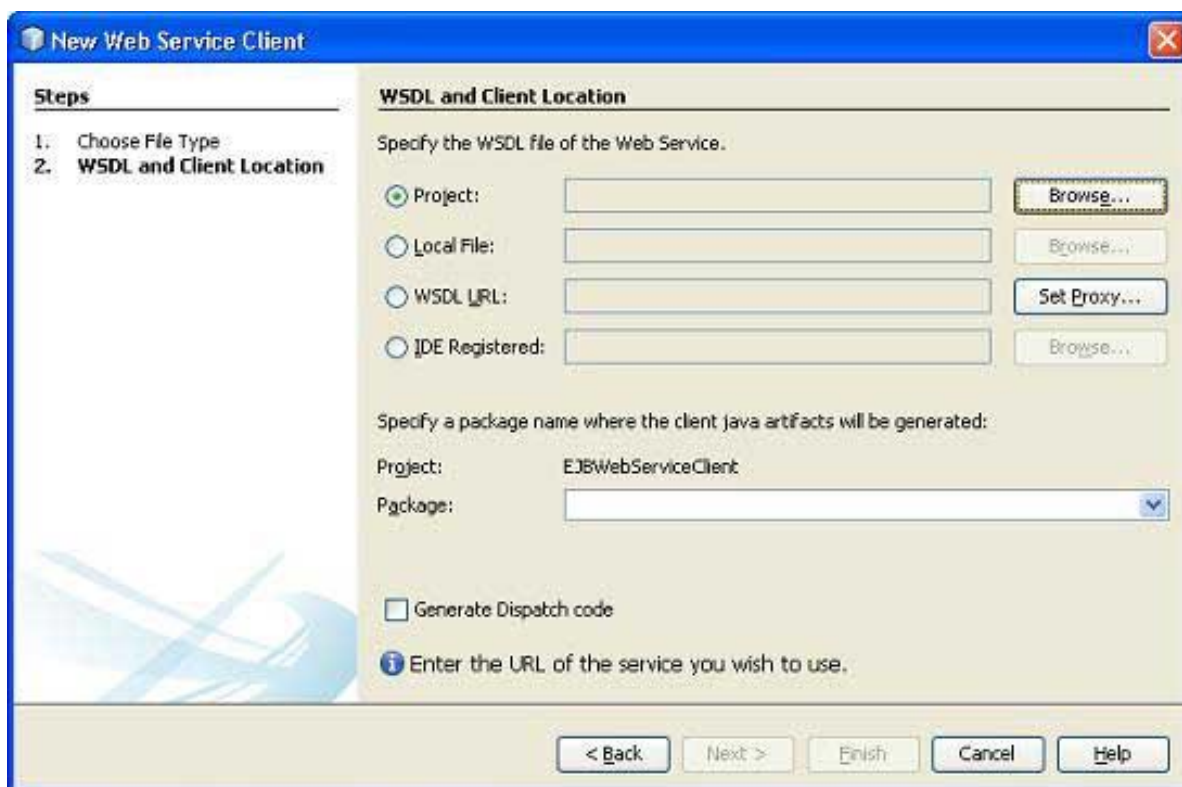 New Web Service Client
Steps
1. Choose File Type
2. WSDL and Client Location
WSDL and Client Location
Specify the WSDL file of the Web Service.
Project: Browse...
Local File: Browse...
WSDL URL: Set Proxy...
IDE Registered: Browse...
Specify a package name where the client java artifacts will be generated:
Project: EJBWebServiceClient
Package:
Generate Dispatch code
Enter the URL of the service you wish to use.
< Back Next > Finish Cancel Help